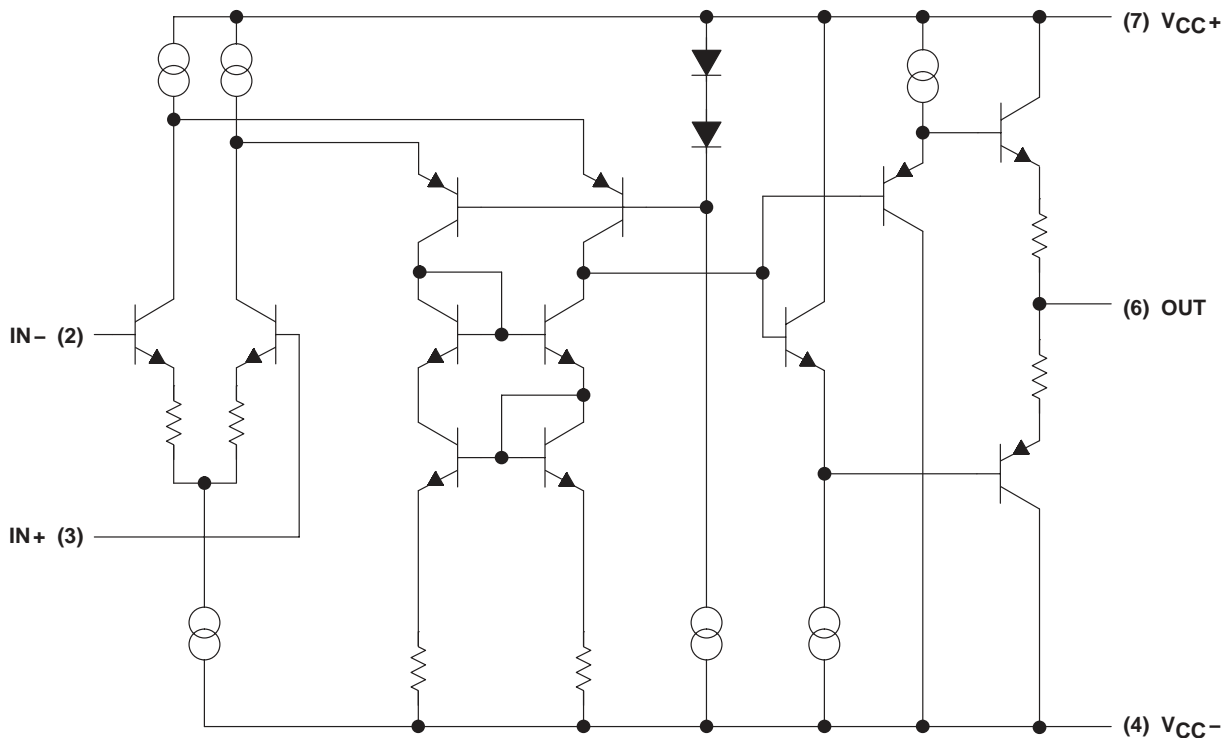 (7) VCC+
IN− (2)
(6) OUT
IN+ (3)
(4) VCC−